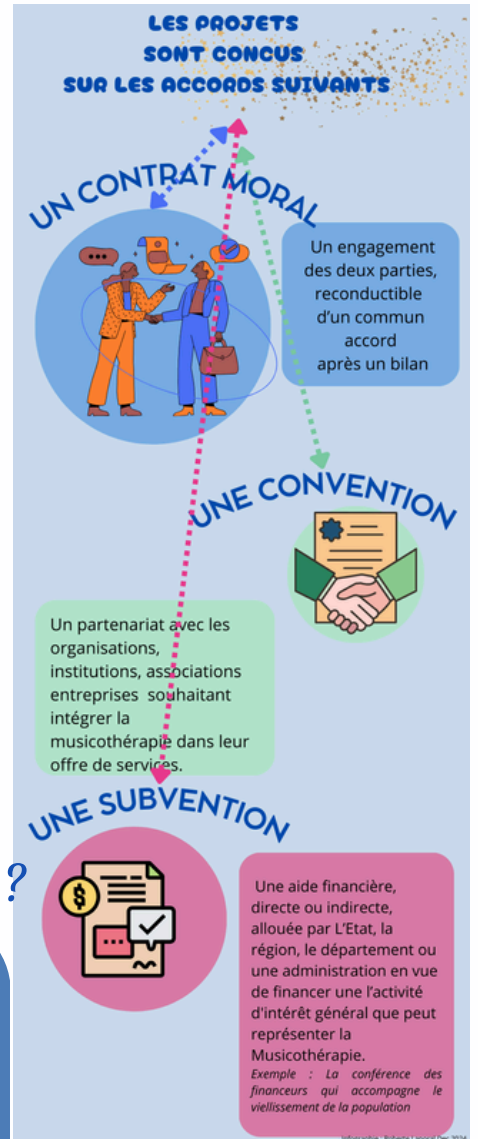 LES PROJETS
SONT CONCUS
SUR LES ACCORDS SUIVANTS
UN CONTRAT MORAL
Un engagement
des deux parties,
reconductible
d'un commun
accord
après un bilan
UNE CONVENTION
Un partenariat avec les
organisations,
institutions, associations
entreprises souhaitant
intégrer la
musicothérapie dans leur
offre de services.
UNE SUBVENTION
?
Une aide financière,
directe ou indirecte,
allouée par L'Etat, la
région, le département ou
une administration en vue
de financer une l'activité
d'intérêt général que peut
représenter la
Musicothérapie.
Exemple : La conférence des
financeurs qui accompagne le
viellissement de la population